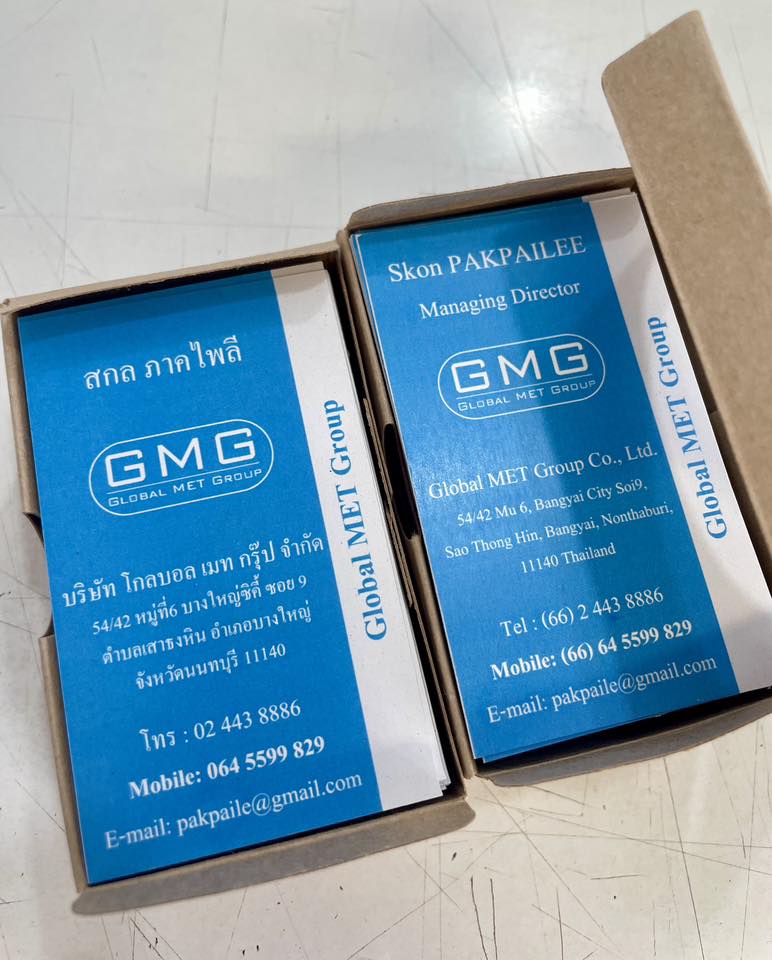 สกล ภาคไพลี
GMG
GLOBAL MET GROUP
บริษัท โกลบอล เมท กรุ๊ป จำกัด
54/42 หมู่ที่6 บางใหญ่ซิตี้ ซอย 9
ตำบลเสาธงหิน อำเภอบางใหญ่
จังหวัดนนทบุรี 11140
โทร : 02 443 8886
Mobile: 064 5599 829
E-mail: pakpaile@gmail.com
Global MET Group
Skon PAKPAILEE
Managing Director
GMG
GLOBAL MET GROUP
Global MET Group Co., Ltd.
54/42 Mu 6, Bangyai City Soi9,
Sao Thong Hin, Bangyai, Nonthaburi,
11140 Thailand
Tel : (66) 2 443 8886
Mobile: (66) 64 5599 829
E-mail: pakpaile@gmail.com
Global MET Group